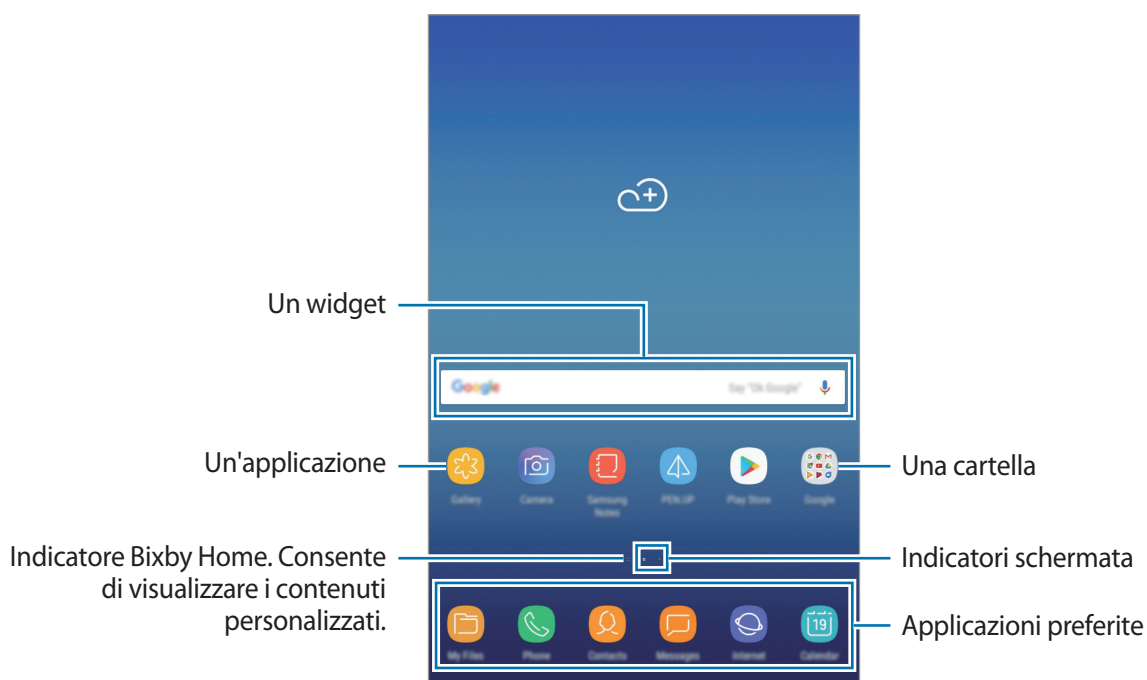 Un widget
Google
Say "Ok Google"
Un'applicazione
Una cartella
Gallery
Camera
Samsung
Notes
PEN.UP
Play Store
Google
Indicatore Bixby Home. Consente
di visualizzare i contenuti
personalizzati.
Indicatori schermata
19
Applicazioni preferite
My Files
Phone
Contacts
Messages
Internet
Calendar